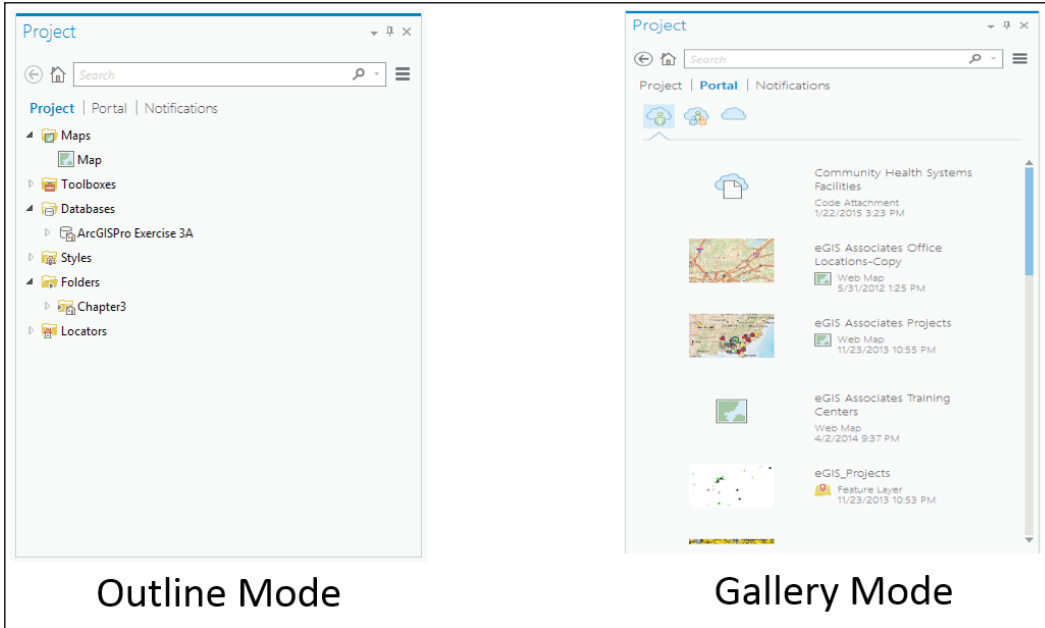 Project
Search
Project | Portal | Notifications
Maps
Map
Toolboxes
Databases
ArcGISPro Exercise 3A
Styles
Folders
Chapter3
Locators
Outline Mode
Project
Search
Project | Portal | Notifications
Community Health Systems
Facilities
Code Attachment
1/22/2015 3:23 PM
eGIS Associates Office
Locations-Copy
Web Map
5/31/2012 1:25 PM
eGIS Associates Projects
Web Map
11/23/2013 10:55 PM
eGIS Associates Training
Centers
Web Map
4/2/2014 9:37 PM
eGIS_Projects
Feature Layer
11/23/2013 10:53 PM
Gallery Mode